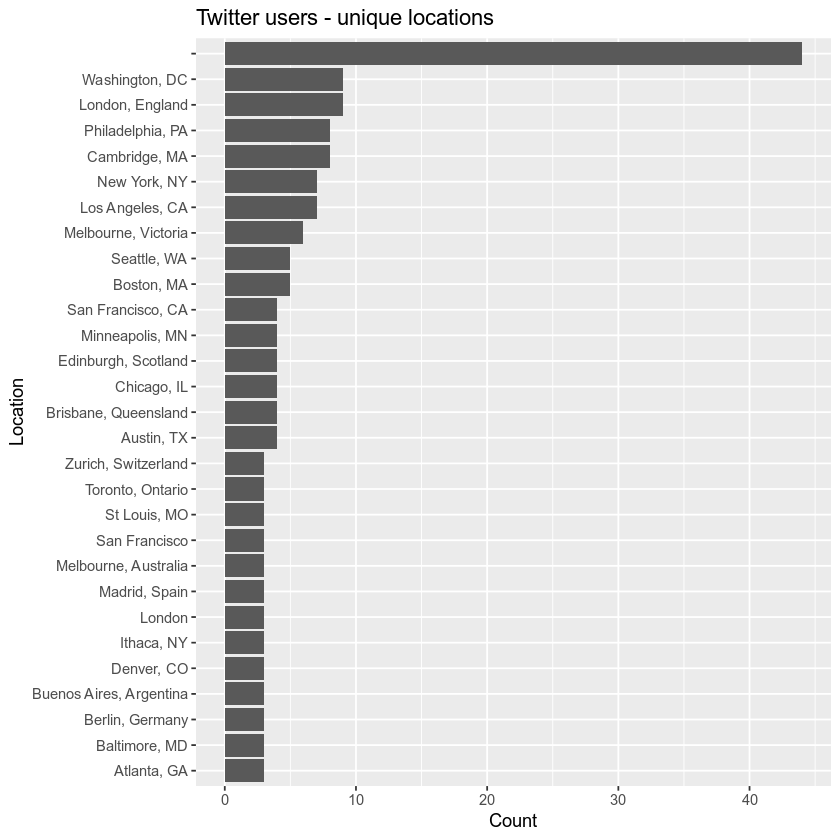 Twitter users - unique locations
Washington, DC
London, England
Philadelphia, PA
Cambridge, MA
New York, NY
Los Angeles, CA
Melbourne, Victoria
Seattle, WA
Boston, MA
San Francisco, CA
Minneapolis, MN
Edinburgh, Scotland
Chicago, IL
Brisbane, Queensland
Austin, TX
Zurich, Switzerland
Toronto, Ontario
St Louis, MO
San Francisco
Melbourne, Australia
Madrid, Spain
London
Ithaca, NY
Denver, CO
Buenos Aires, Argentina
Berlin, Germany
Baltimore, MD
Atlanta, GA
Location
0 10 20 30 40
Count